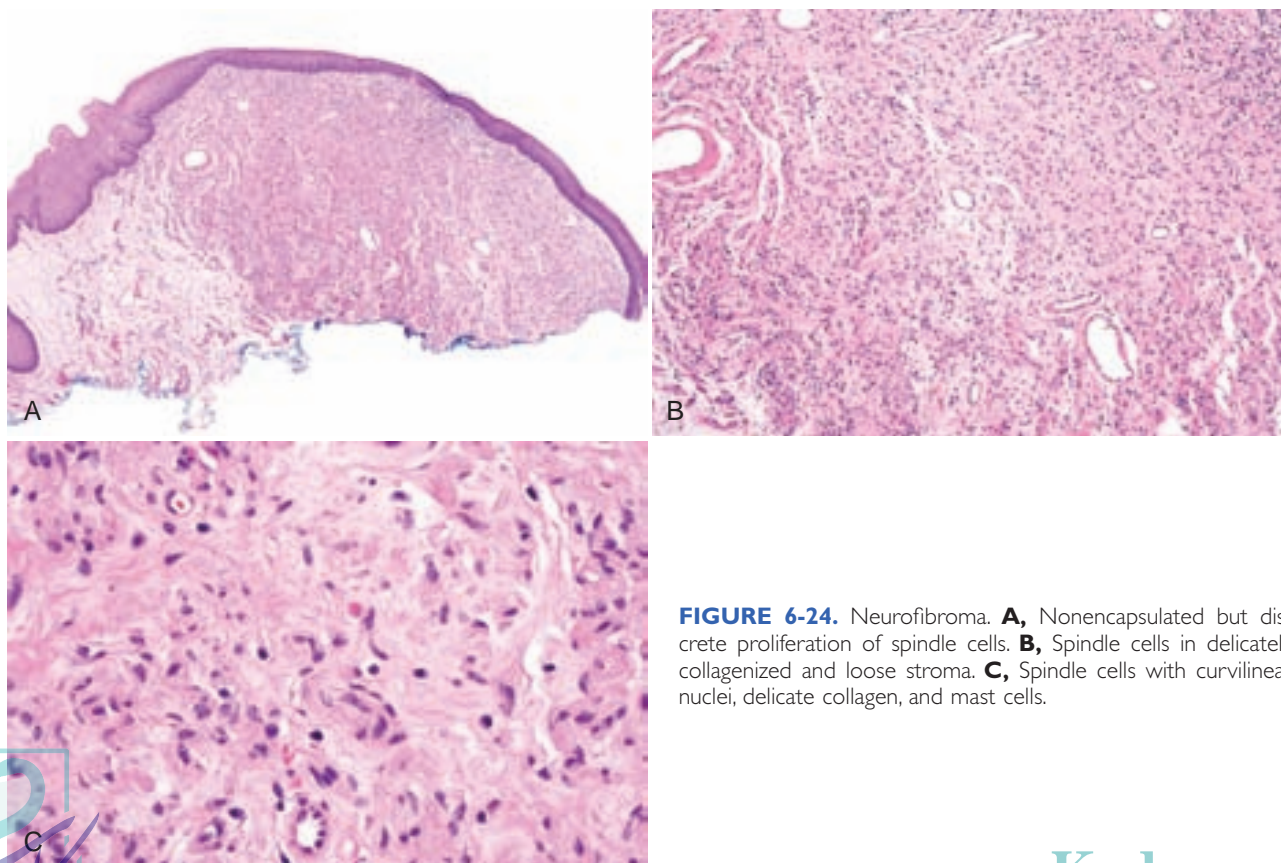 A
B
C
FIGURE 6-24. Neurofibroma. A, Nonencapsulated but dis
crete proliferation of spindle cells. B, Spindle cells in delicatel
collagenized and loose stroma. C, Spindle cells with curvilinea
nuclei, delicate collagen, and mast cells.